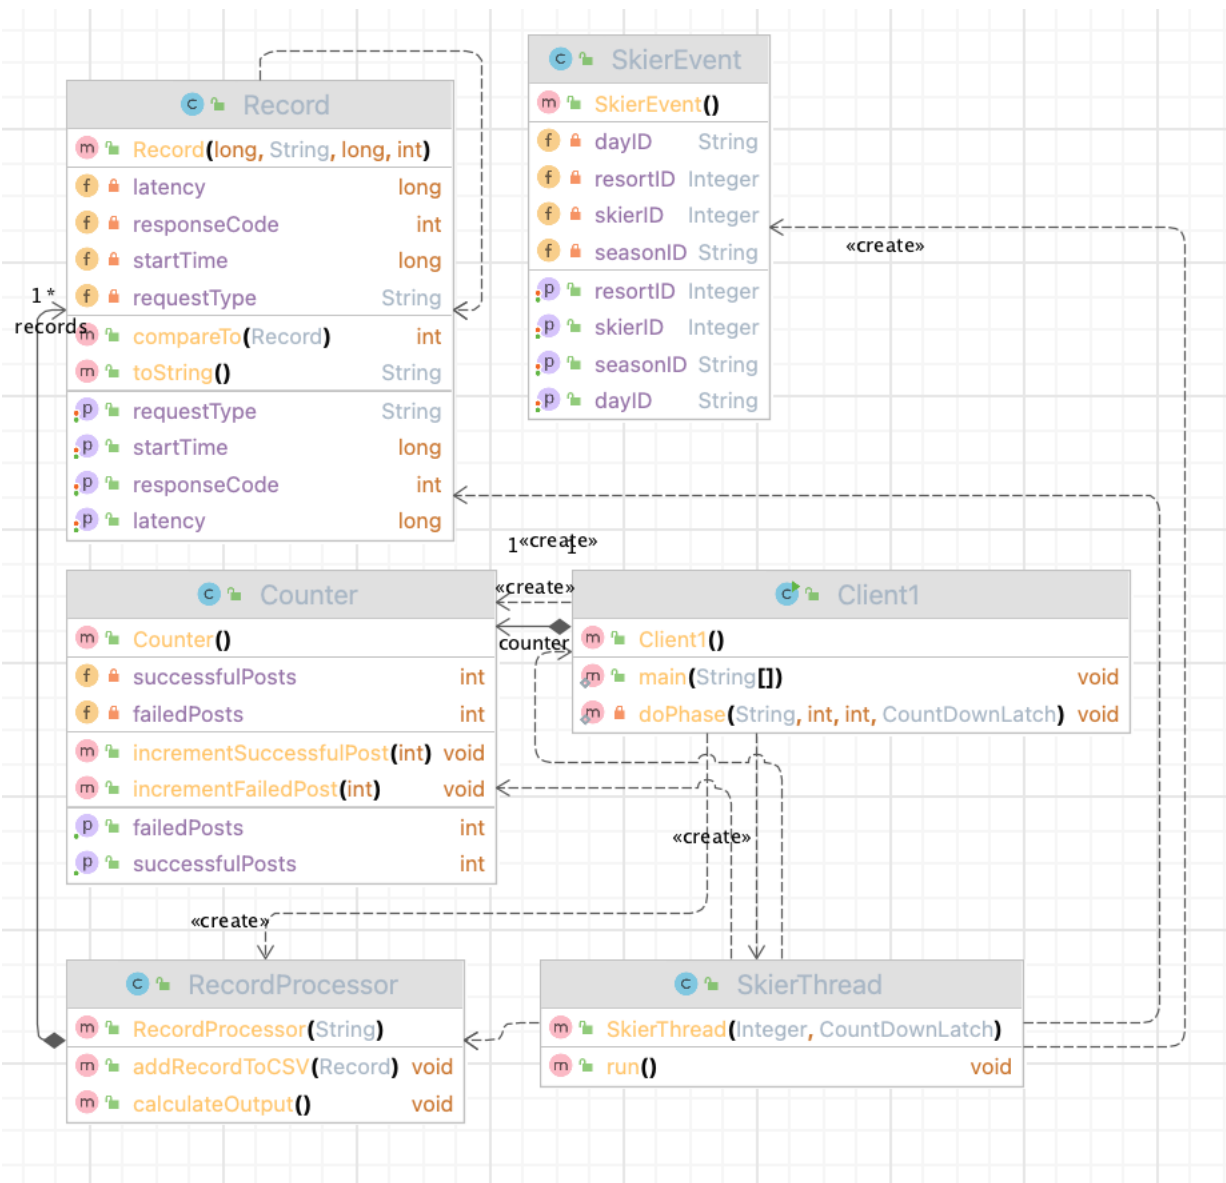 Record
m Record(long, String, long, int)
f latency long
f responseCode int
f startTime long
f requestType String
m compareTo(Record) int
m toString() String
p requestType String
p startTime long
p responseCode int
p latency long
1 *
records
C SkierEvent
m SkierEvent()
f dayID String
f resortID Integer
f skierID Integer
f seasonID String
p resortID Integer
p skierID Integer
p seasonID String
p dayID String
«create»
1 «create» 1
«create»
counter
C Counter
m Counter()
f successfulPosts int
f failedPosts int
m incrementSuccessfulPost(int) void
m incrementFailedPost(int) void
p failedPosts int
p successfulPosts int
C Client1
m Client1()
m main(String[]) void
m doPhase(String, int, int, CountDownLatch) void
«create»
«create»
C RecordProcessor
m RecordProcessor(String)
m addRecordToCSV(Record) void
m calculateOutput() void
C SkierThread
m SkierThread(Integer, CountDownLatch)
m run() void